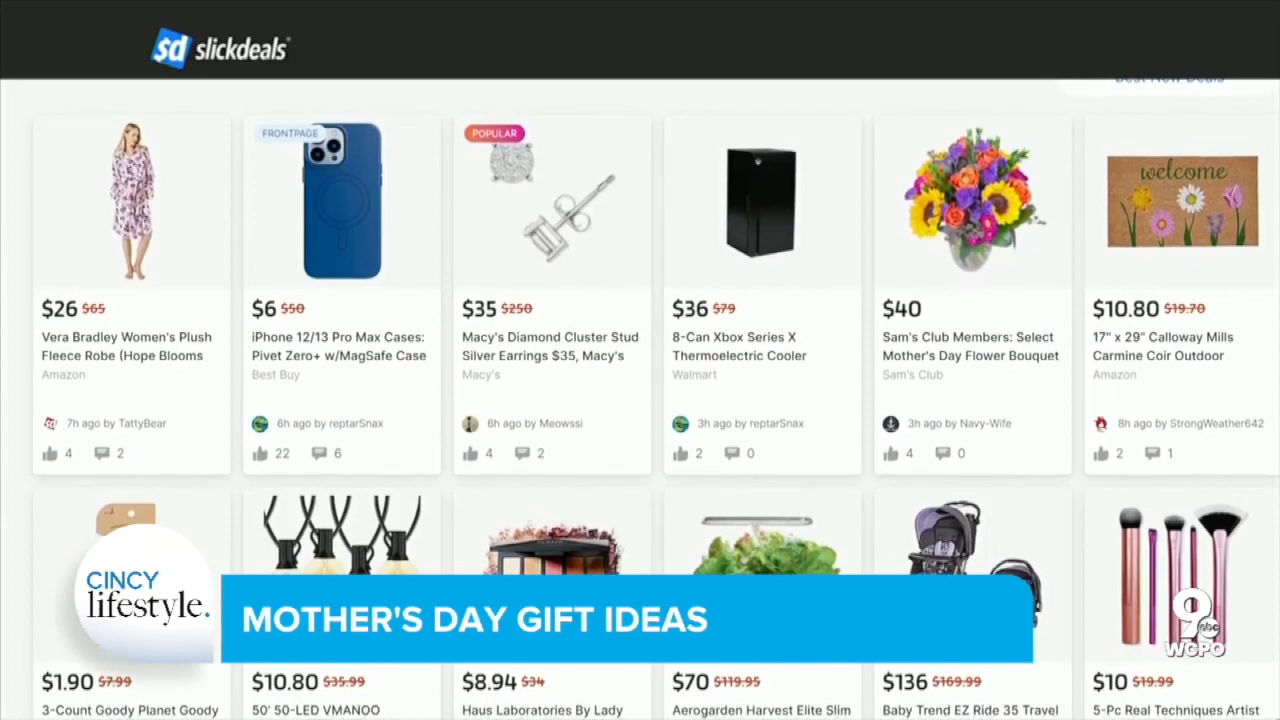 sd slickdeals
Best New Deals
FRONTPAGE
POPULAR
welcome
$26 $65
Vera Bradley Women's Plush
Fleece Robe (Hope Blooms
Amazon
7h ago by TattyBear
4 2
$6 $50
iPhone 12/13 Pro Max Cases:
Pivet Zero+ w/MagSafe Case
Best Buy
6h ago by reptarSnax
22 6
$35 $250
Macy's Diamond Cluster Stud
Silver Earrings $35, Macy's
Macy's
6h ago by Meowssi
4 2
$36 $79
8-Can Xbox Series X
Thermoelectric Cooler
Walmart
3h ago by reptarSnax
2 0
$40
Sam's Club Members: Select
Mother's Day Flower Bouquet
Sam's Club
3h ago by Navy-Wife
4 0
$10.80 $19.70
17" x 29" Calloway Mills
Carmine Coir Outdoor
Amazon
8h ago by StrongWeather642
2 1
CINCY
lifestyle.
MOTHER'S DAY GIFT IDEAS
9 abc
WCPO
$1.90 $7.99
3-Count Goody Planet Goody
$10.80 $35.99
50' 50-LED VMANOO
$8.94 $34
Haus Laboratories By Lady
$70 $119.95
Aerogarden Harvest Elite Slim
$136 $169.99
Baby Trend EZ Ride 35 Travel
$10 $19.99
5-Pc Real Techniques Artist